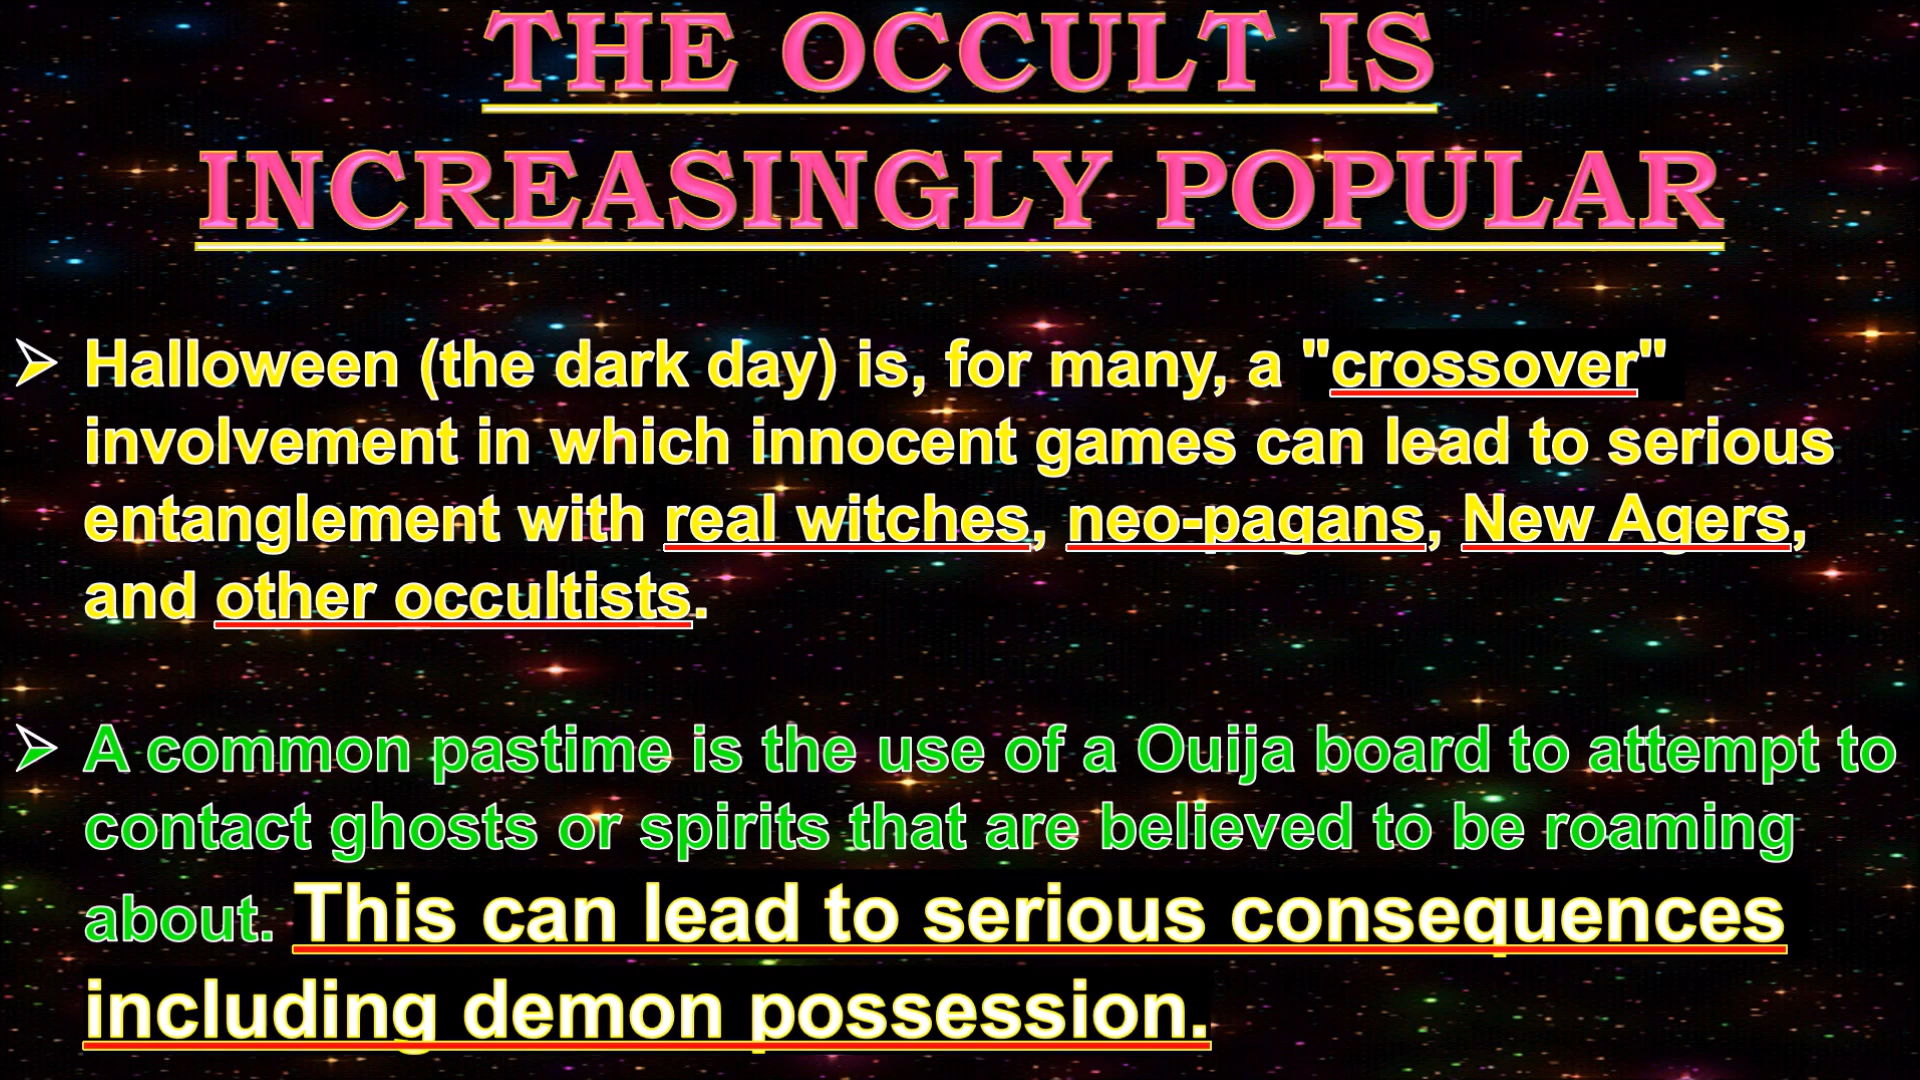 THE OCCULT IS
INCREASINGLY POPULAR
Halloween (the dark day) is, for many, a "crossover"
involvement in which innocent games can lead to serious
entanglement with real witches, neo-pagans, New Agers,
and other occultists.
A common pastime is the use of a Ouija board to attempt to
contact ghosts or spirits that are believed to be roaming
about. This can lead to serious consequences
including demon possession.